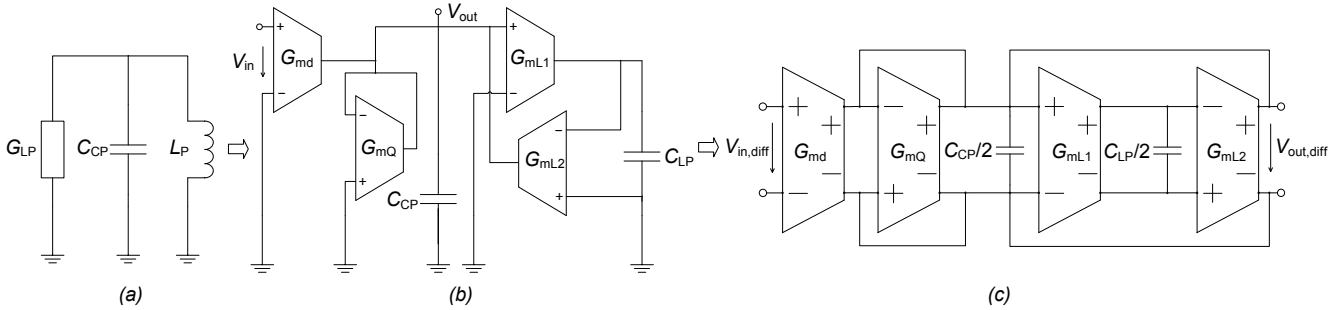 G_LP
C_CP
L_P
(a)
V_in
+
−
G_md
−
+
G_mQ
C_CP
V_out
+
−
G_mL1
−
+
G_mL2
C_LP
(b)
V_in,diff
+
−
G_md
+
−
−
+
G_mQ
+
−
C_CP/2
+
−
G_mL1
+
−
C_LP/2
−
+
G_mL2
+
−
V_out,diff
(c)